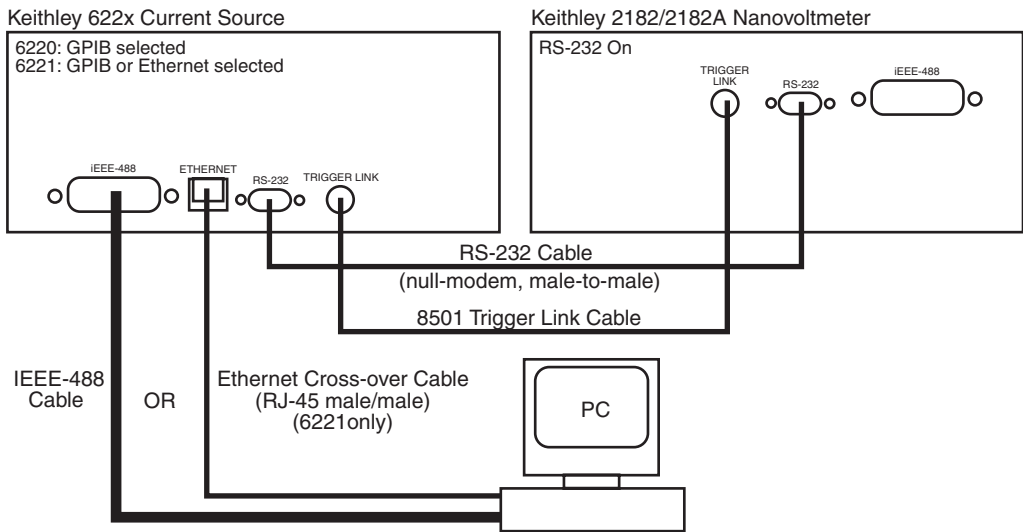 Keithley 622x Current Source
6220: GPIB selected
6221: GPIB or Ethernet selected
iEEE-488
ETHERNET
RS-232
TRIGGER LINK
Keithley 2182/2182A Nanovoltmeter
RS-232 On
TRIGGER
LINK
RS-232
iEEE-488
RS-232 Cable
(null-modem, male-to-male)
8501 Trigger Link Cable
IEEE-488
Cable
OR
Ethernet Cross-over Cable
(RJ-45 male/male)
(6221only)
PC